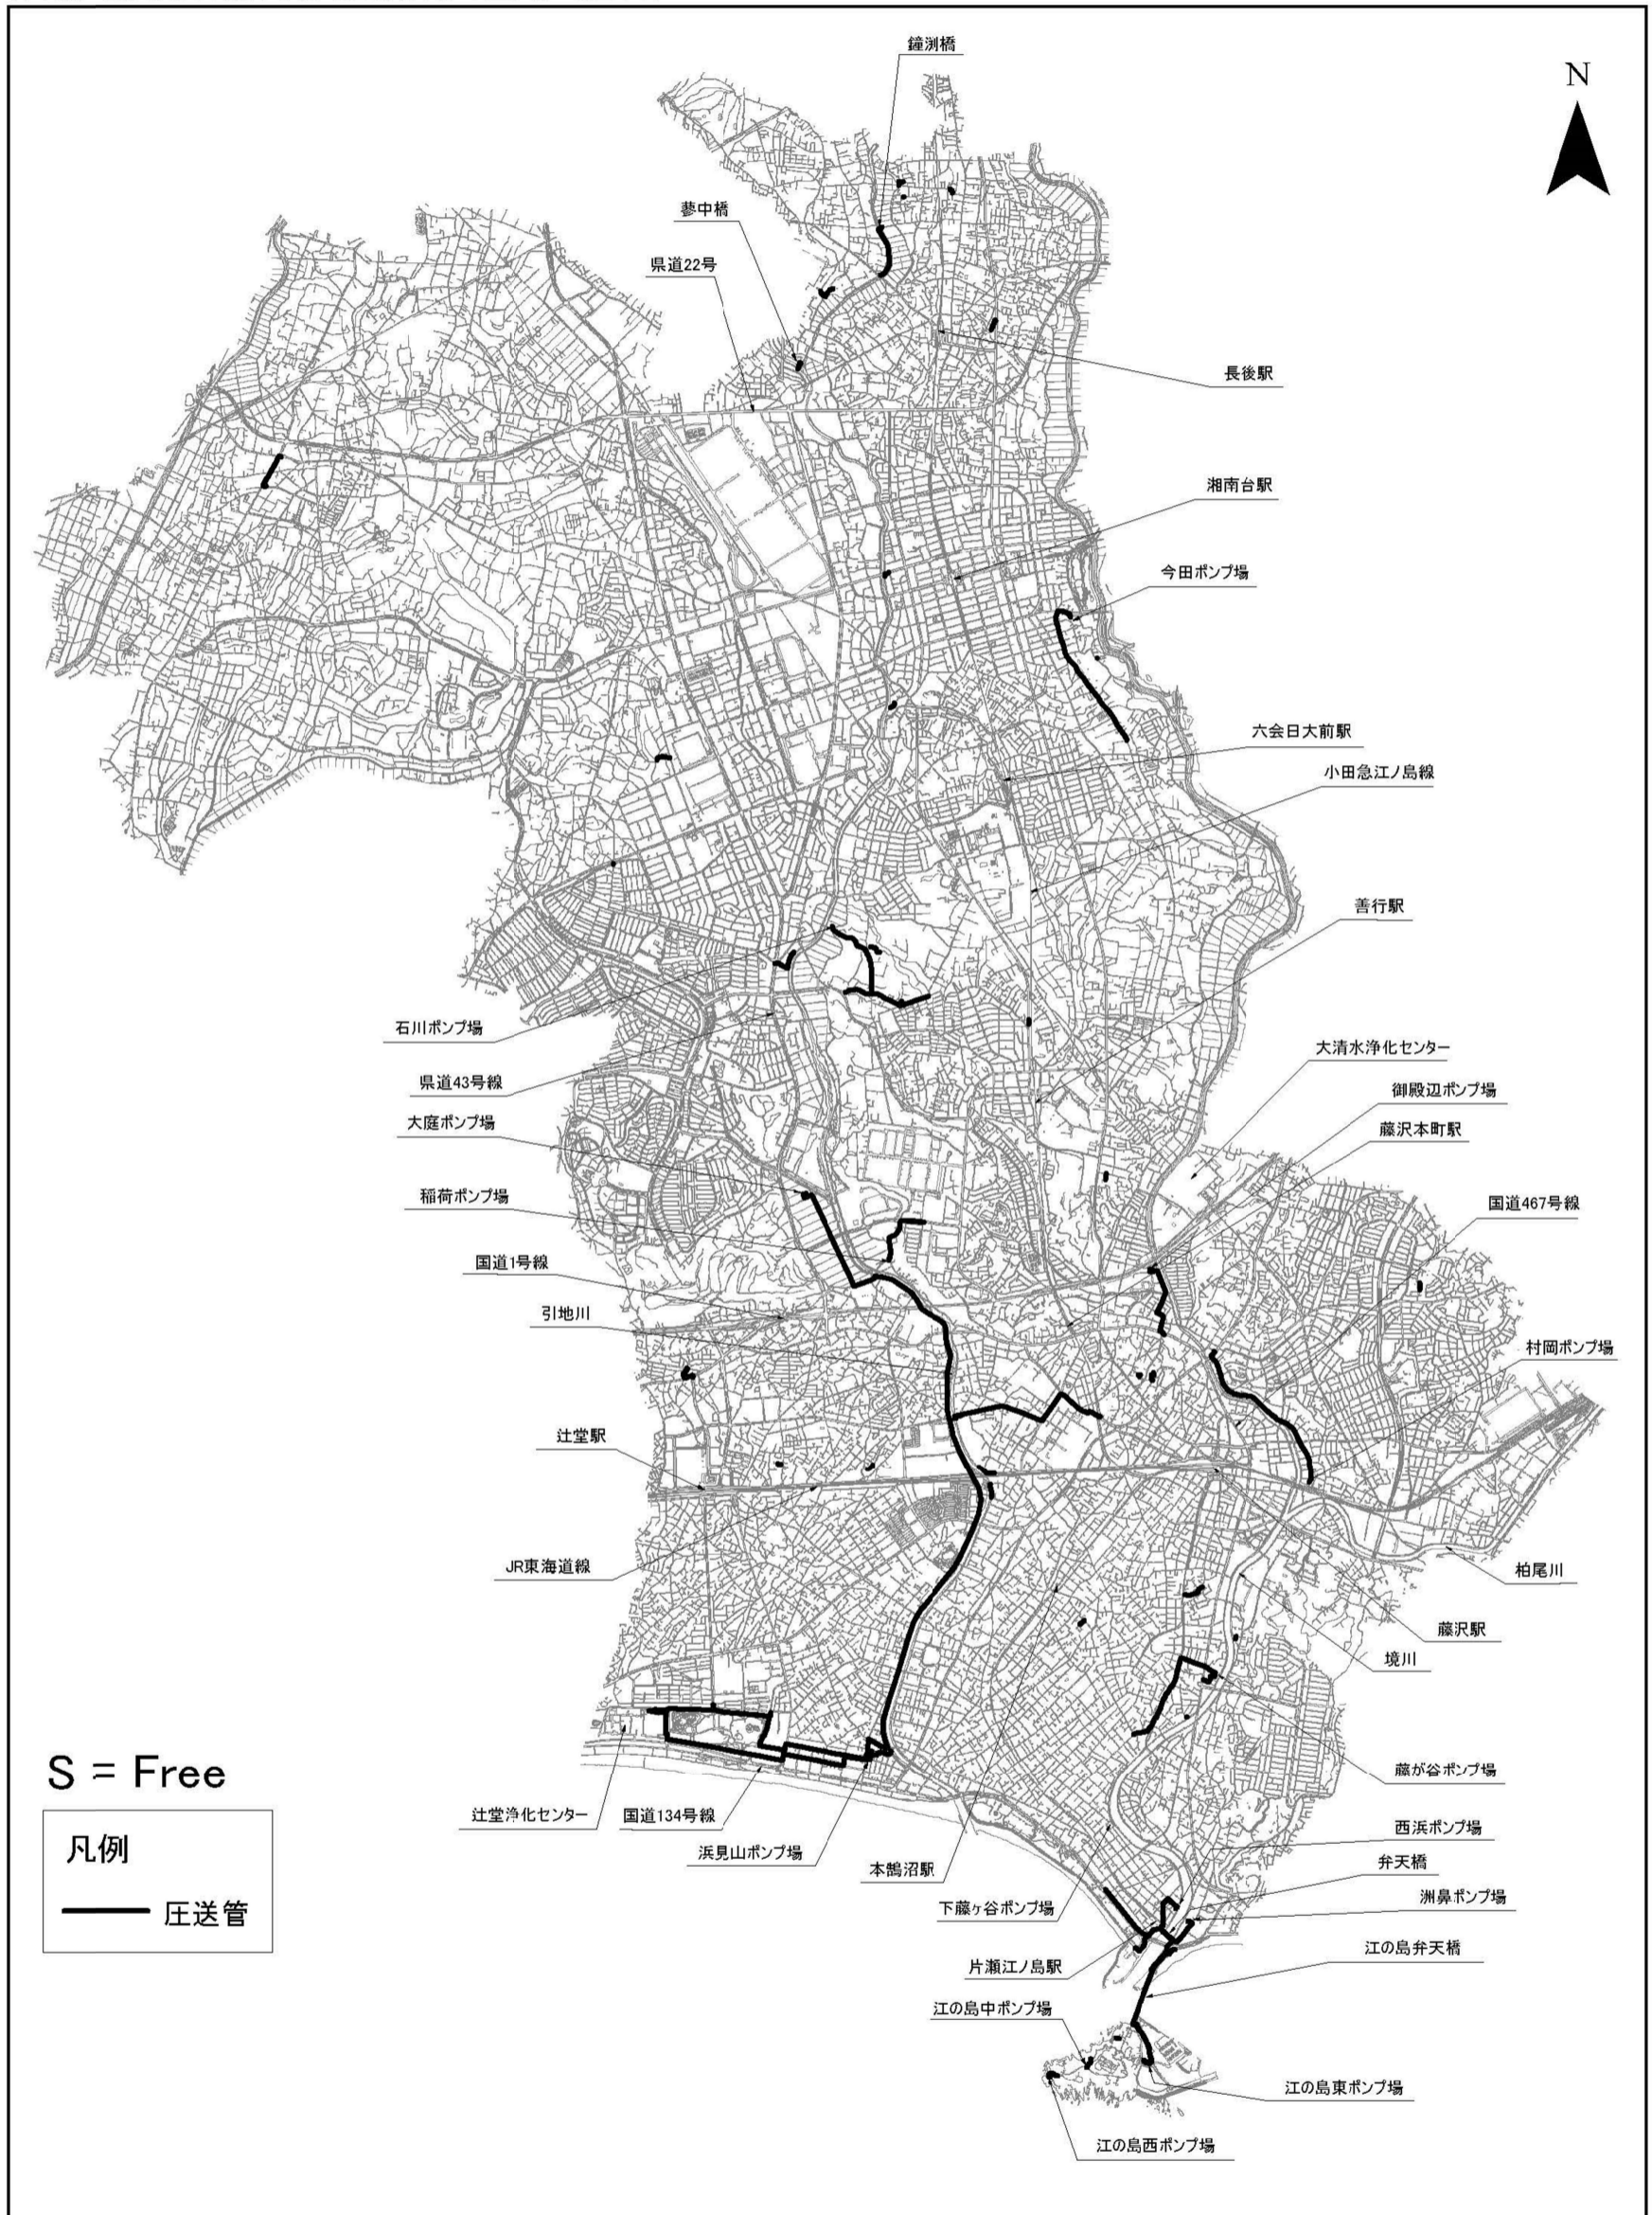 鐘渕橋
N
蓼中橋
県道22号
長後駅
湘南台駅
今田ポンプ場
六会日大前駅
小田急江ノ島線
善行駅
石川ポンプ場
大清水浄化センター
県道43号線
御殿辺ポンプ場
大庭ポンプ場
藤沢本町駅
稲荷ポンプ場
国道467号線
国道1号線
引地川
村岡ポンプ場
辻堂駅
JR東海道線
柏尾川
藤沢駅
境川
藤が谷ポンプ場
S = Free
辻堂浄化センター
国道134号線
浜見山ポンプ場
本鵠沼駅
西浜ポンプ場
凡例
弁天橋
洲鼻ポンプ場
下藤ヶ谷ポンプ場
圧送管
江の島弁天橋
片瀬江ノ島駅
江の島中ポンプ場
江の島東ポンプ場
江の島西ポンプ場